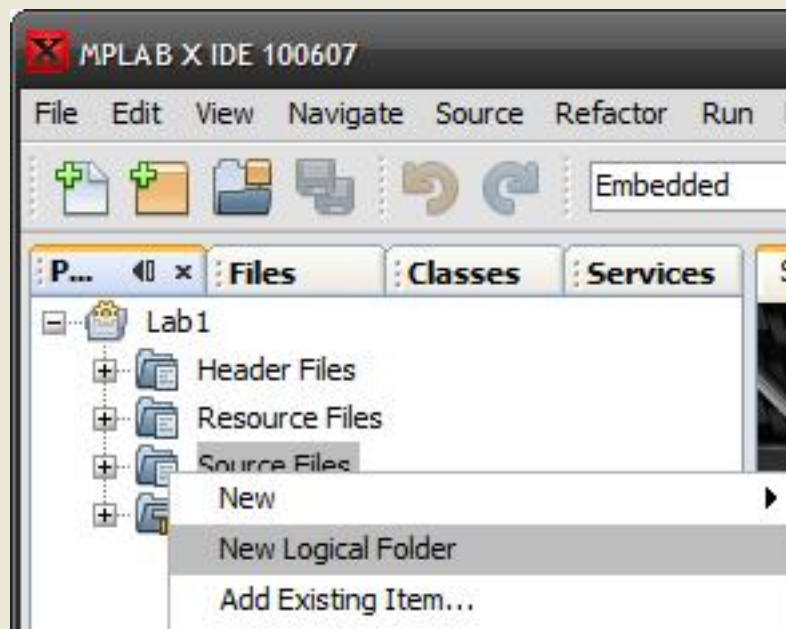 MPLAB X IDE 100607
File Edit View Navigate Source Refactor Run
Embedded
P... Files Classes Services
Lab1
Header Files
Resource Files
Source Files
New
New Logical Folder
Add Existing Item...